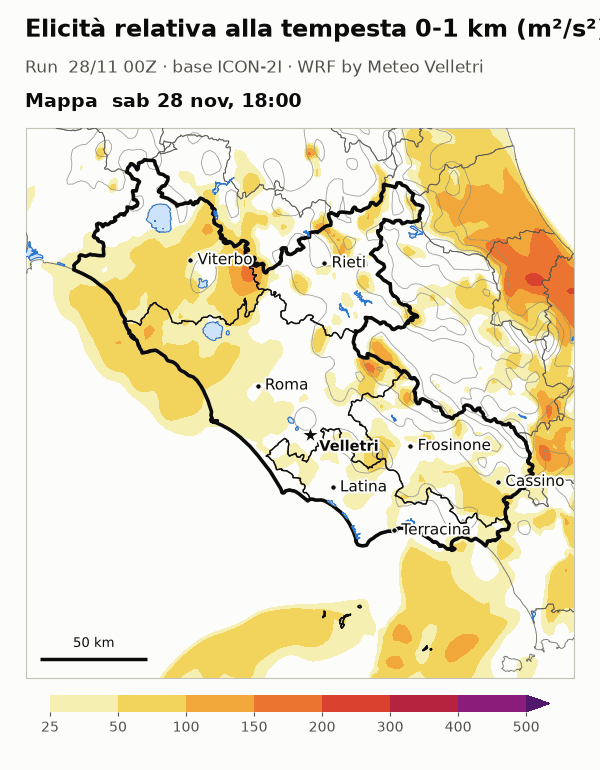 Elicità relativa alla tempesta 0-1 km (m²/s²)
Run  28/11 00Z · base ICON-2I · WRF by Meteo Velletri
Mappa  sab 28 nov, 18:00
Viterbo
Rieti
Roma
Velletri
Frosinone
Latina
Cassino
Terracina
50 km
25 50 100 150 200 300 400 500